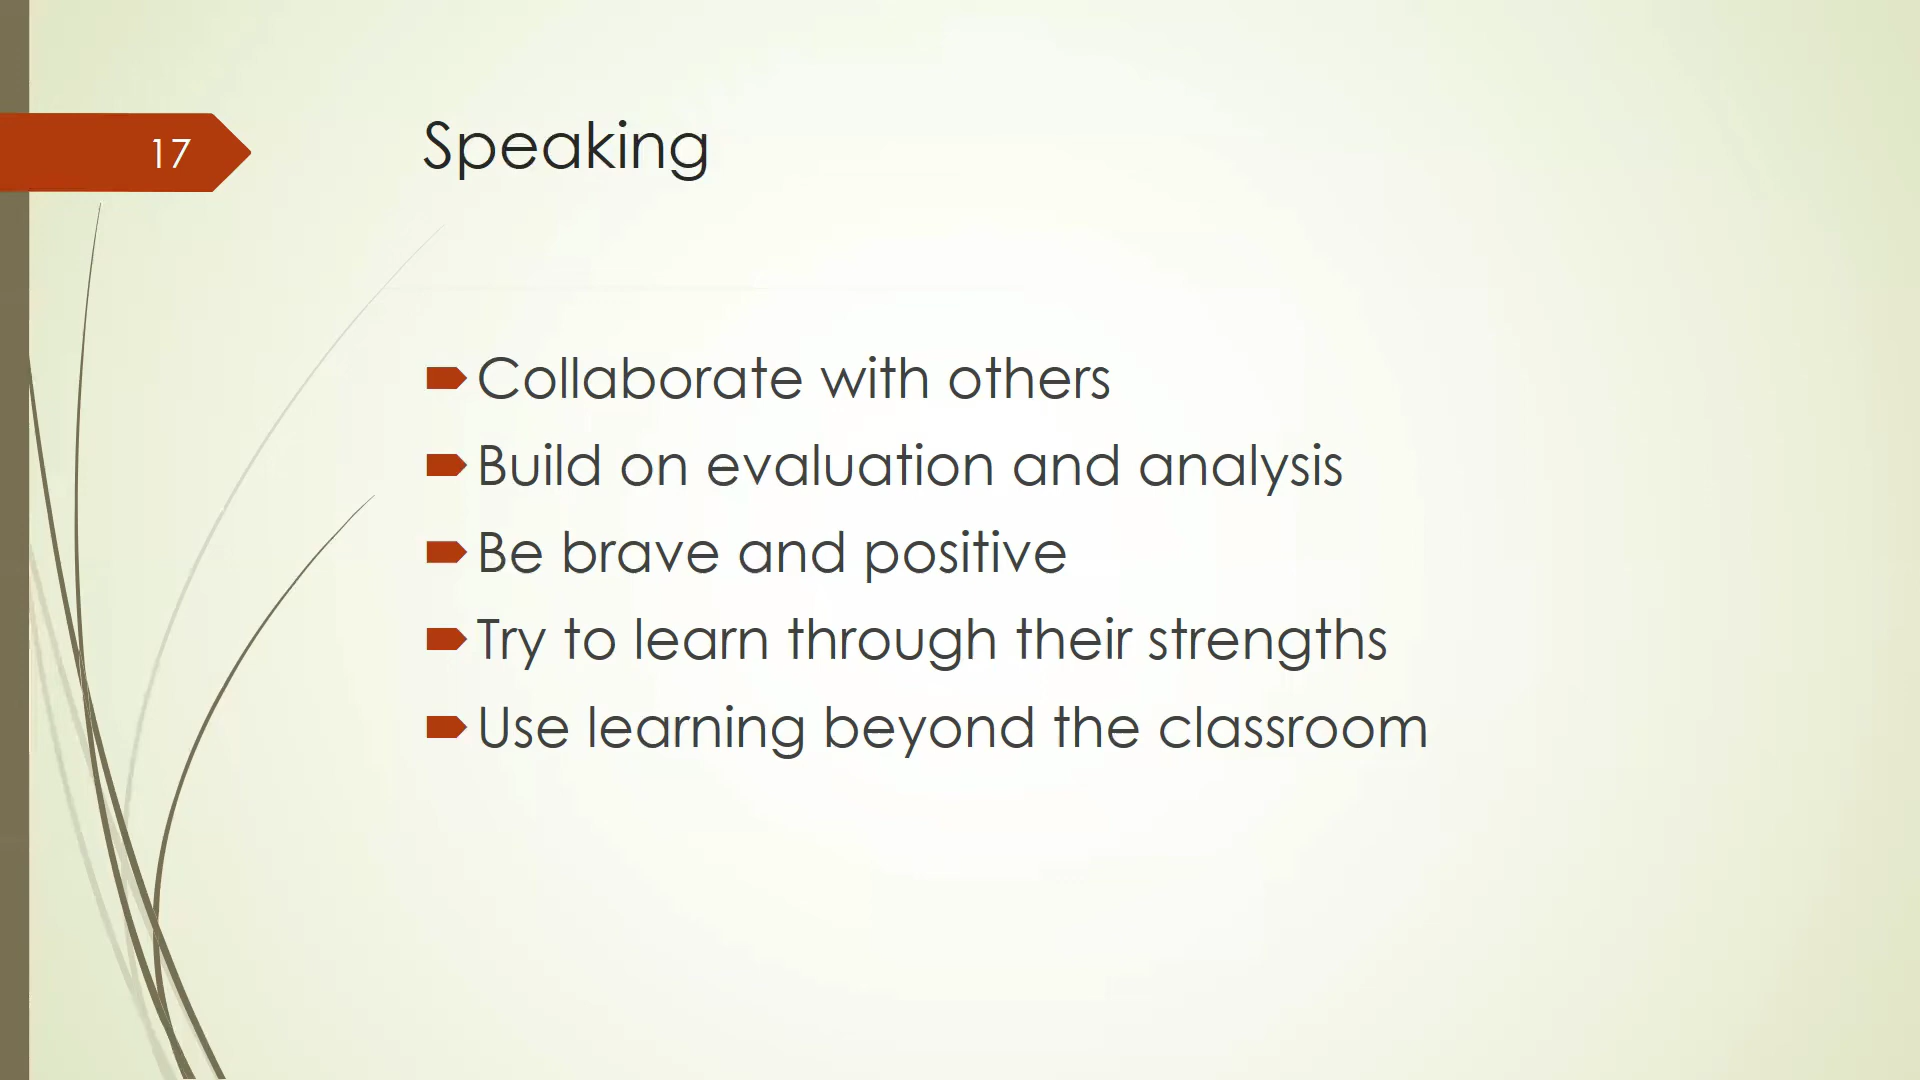 17
Speaking
Collaborate with others
Build on evaluation and analysis
Be brave and positive
Try to learn through their strengths
Use learning beyond the classroom